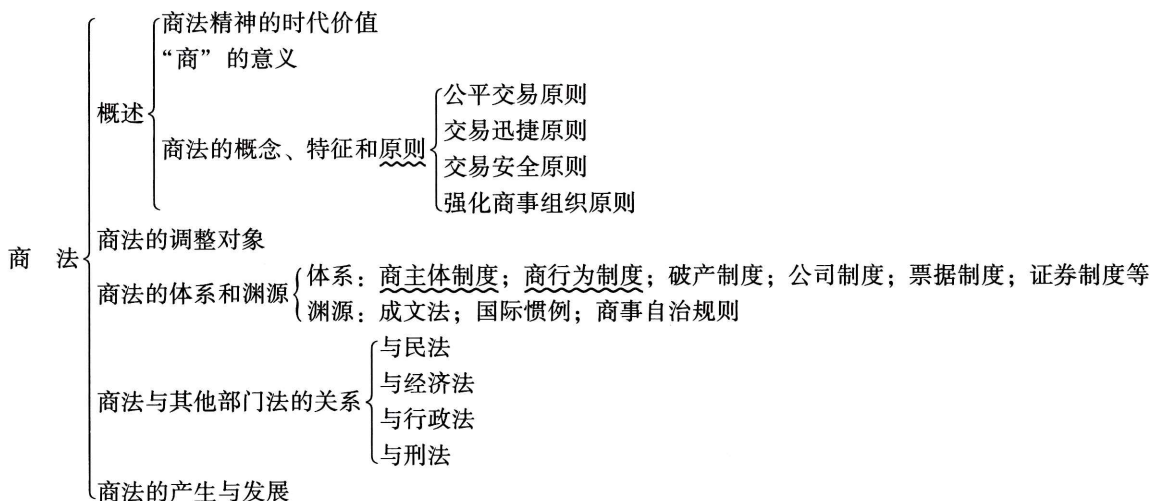 商法精神的时代价值
“商”的意义
概述
公平交易原则
交易迅捷原则
商法的概念、特征和原则
交易安全原则
强化商事组织原则
商 法
商法的调整对象
商法的体系和渊源
体系：商主体制度；商行为制度；破产制度；公司制度；票据制度；证券制度等
渊源：成文法；国际惯例；商事自治规则
与民法
与经济法
商法与其他部门法的关系
与行政法
与刑法
商法的产生与发展